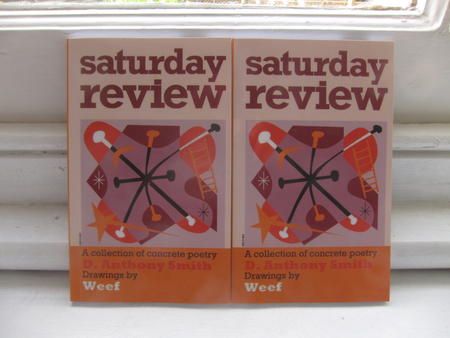 saturday
review
A collection of concrete poetry
D. Anthony Smith
Drawings by
Weef
saturday
review
A collection of concrete poetry
D. Anthony Smith
Drawings by
Weef